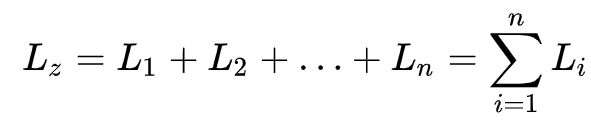 L_z = L_1 + L_2 + … + L_n = \sum_{i=1}^{n} L_i